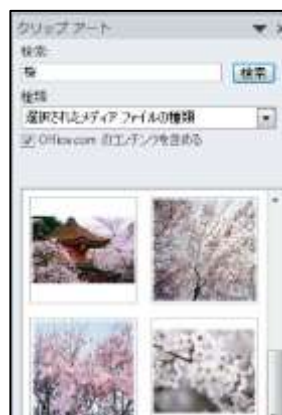 クリップ アート
検索:
桜
検索
種類:
選択されたメディア ファイルの種類
Office.com のコンテンツを含める